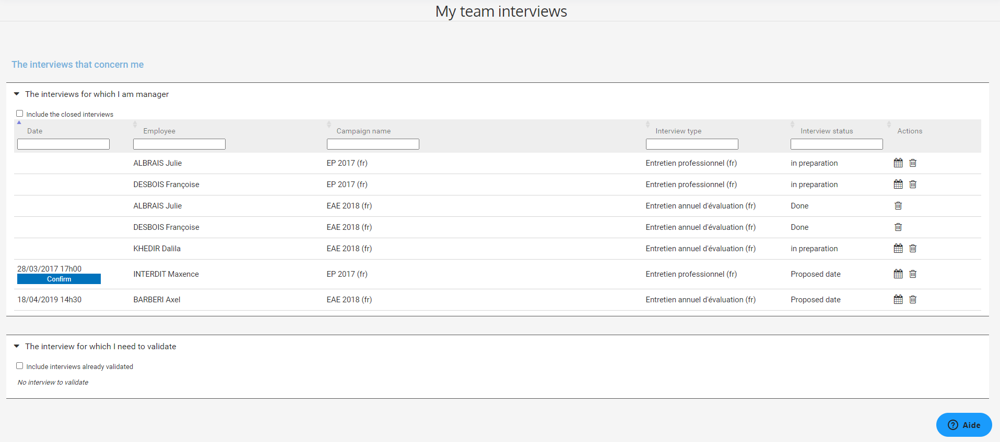 My team interviews
The interviews that concern me
The interviews for which I am manager
Include the closed interviews
Date Employee Campaign name Interview type Interview status Actions
ALBRAIS Julie EP 2017 (fr) Entretien professionnel (fr) in preparation
DESBOIS Françoise EP 2017 (fr) Entretien professionnel (fr) in preparation
ALBRAIS Julie EAE 2018 (fr) Entretien annuel d'évaluation (fr) Done
DESBOIS Françoise EAE 2018 (fr) Entretien annuel d'évaluation (fr) Done
KHEDIR Dalila EAE 2018 (fr) Entretien annuel d'évaluation (fr) in preparation
28/03/2017 17h00 INTERDIT Maxence EP 2017 (fr) Entretien professionnel (fr) Proposed date
Confirm
18/04/2019 14h30 BARBERI Axel EAE 2018 (fr) Entretien annuel d'évaluation (fr) Proposed date
The interview for which I need to validate
Include interviews already validated
No interview to validate
Aide